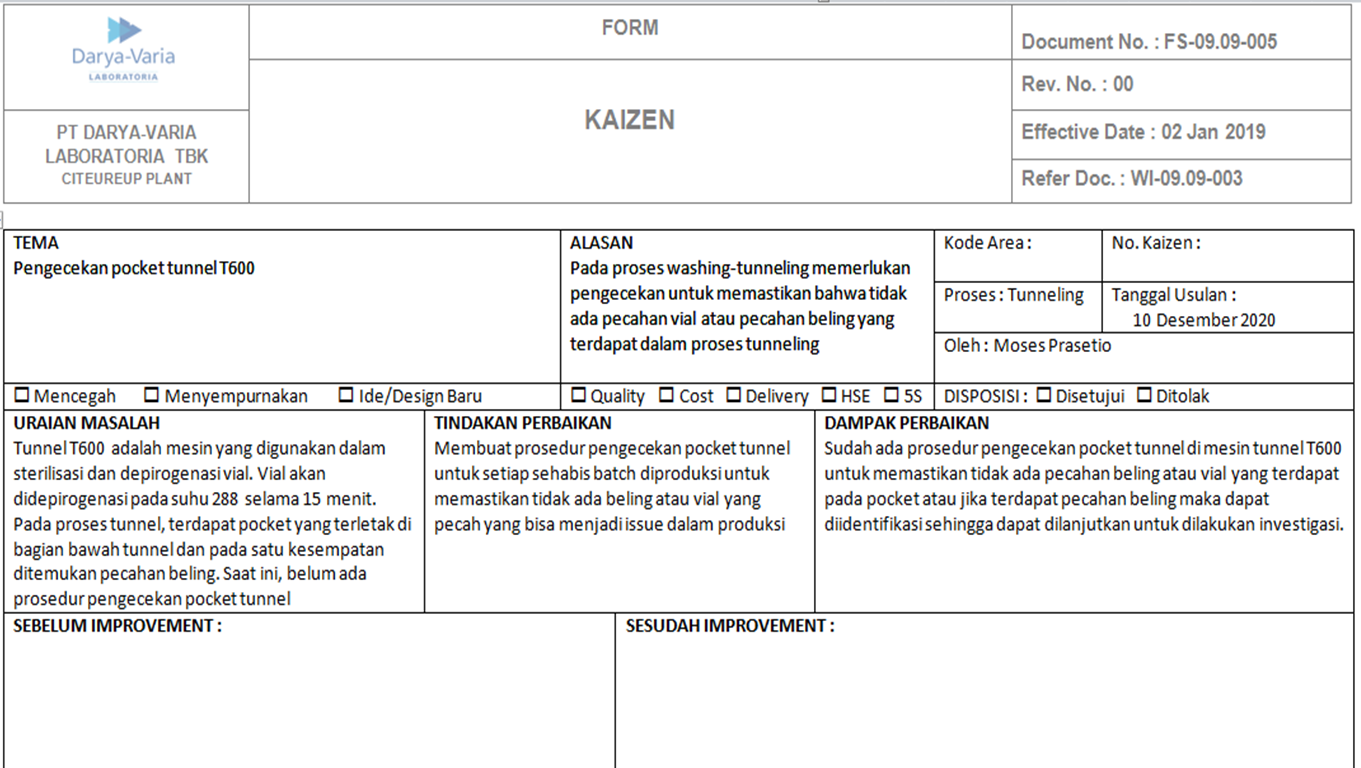 Darya-Varia
LABORATORIA
PT DARYA-VARIA
LABORATORIA TBK
CITEUREUP PLANT
FORM
KAIZEN
Document No. : FS-09.09-005
Rev. No. : 00
Effective Date : 02 Jan 2019
Refer Doc. : WI-09.09-003
TEMA
Pengecekan pocket tunnel T600
ALASAN
Pada proses washing-tunneling memerlukan
pengecekan untuk memastikan bahwa tidak
ada pecahan vial atau pecahan beling yang
terdapat dalam proses tunneling
Kode Area :
No. Kaizen :
Proses : Tunneling
Tanggal Usulan :
10 Desember 2020
Oleh : Moses Prasetio
☐ Mencegah ☐ Menyempurnakan ☐ Ide/Design Baru
☐ Quality ☐ Cost ☐ Delivery ☐ HSE ☐ 5S
DISPOSISI : ☐ Disetujui ☐ Ditolak
URAIAN MASALAH
Tunnel T600 adalah mesin yang digunakan dalam
sterilisasi dan depirogenasi vial. Vial akan
didepirogenasi pada suhu 288 selama 15 menit.
Pada proses tunnel, terdapat pocket yang terletak di
bagian bawah tunnel dan pada satu kesempatan
ditemukan pecahan beling. Saat ini, belum ada
prosedur pengecekan pocket tunnel
TINDAKAN PERBAIKAN
Membuat prosedur pengecekan pocket tunnel
untuk setiap sehabis batch diproduksi untuk
memastikan tidak ada beling atau vial yang
pecah yang bisa menjadi issue dalam produksi
DAMPAK PERBAIKAN
Sudah ada prosedur pengecekan pocket tunnel di mesin tunnel T600
untuk memastikan tidak ada pecahan beling atau vial yang terdapat
pada pocket atau jika terdapat pecahan beling maka dapat
diidentifikasi sehingga dapat dilanjutkan untuk dilakukan investigasi.
SEBELUM IMPROVEMENT :
SESUDAH IMPROVEMENT :